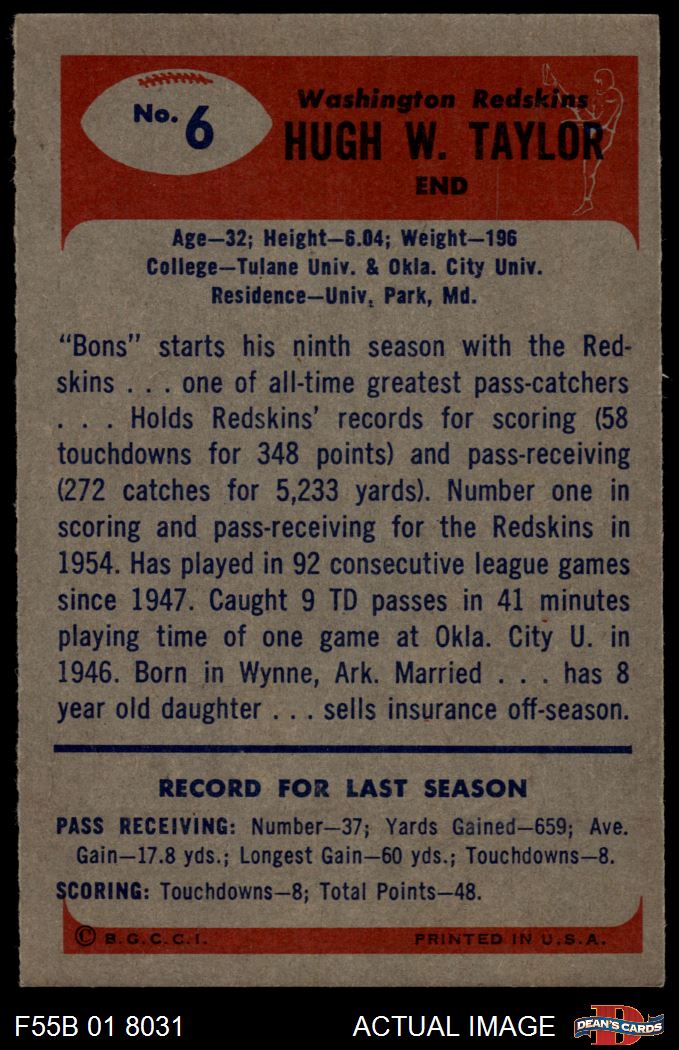 No. 6
Washington Redskins
HUGH W. TAYLOR
END
Age—32; Height—6.04; Weight—196
College—Tulane Univ. & Okla. City Univ.
Residence—Univ. Park, Md.
"Bons" starts his ninth season with the Red-
skins . . . one of all-time greatest pass-catchers
. . . Holds Redskins' records for scoring (58
touchdowns for 348 points) and pass-receiving
(272 catches for 5,233 yards). Number one in
scoring and pass-receiving for the Redskins in
1954. Has played in 92 consecutive league games
since 1947. Caught 9 TD passes in 41 minutes
playing time of one game at Okla. City U. in
1946. Born in Wynne, Ark. Married . . . has 8
year old daughter . . . sells insurance off-season.
RECORD FOR LAST SEASON
PASS RECEIVING: Number—37; Yards Gained—659; Ave.
Gain—17.8 yds.; Longest Gain—60 yds.; Touchdowns—8.
SCORING: Touchdowns—8; Total Points—48.
© B.G.C.C.I. PRINTED IN U.S.A.
F55B 01 8031 ACTUAL IMAGE D DEAN'S CARDS